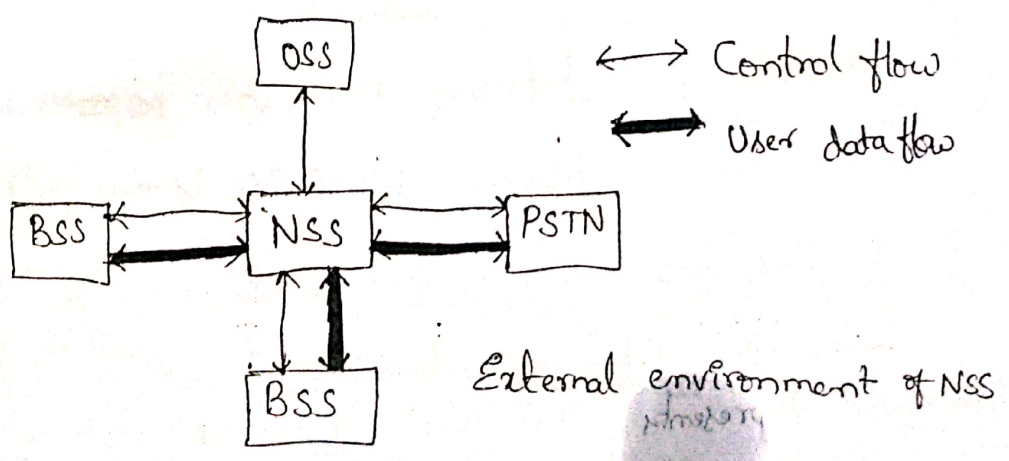 OSS
Control flow
User data flow
BSS
NSS
PSTN
BSS
External environment of NSS